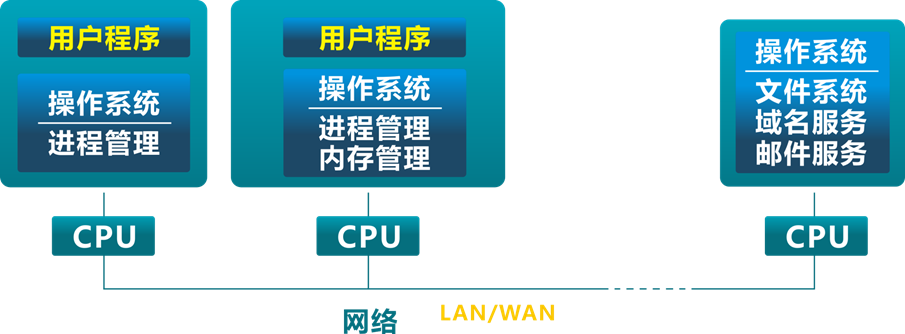 用户程序
操作系统
进程管理
用户程序
操作系统
进程管理
内存管理
操作系统
文件系统
域名服务
邮件服务
CPU
CPU
CPU
网络
LAN/WAN